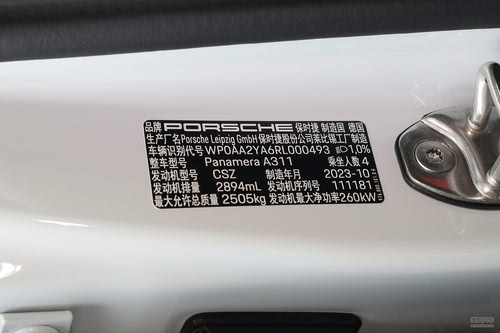 品牌 PORSCHE 保时捷 制造国 德国
生产厂名 Porsche Leipzig GmbH 保时捷股份公司莱比锡工厂制造
车辆识别代号 WP0AA2YA6RL000493 1.0%
整车型号 Panamera A311 乘坐人数 4
发动机型号 CSZ 制造年月 2023-10
发动机排量 2894mL 发动机序列号 111181
最大允许总质量 2505kg 发动机最大净功率 260kW